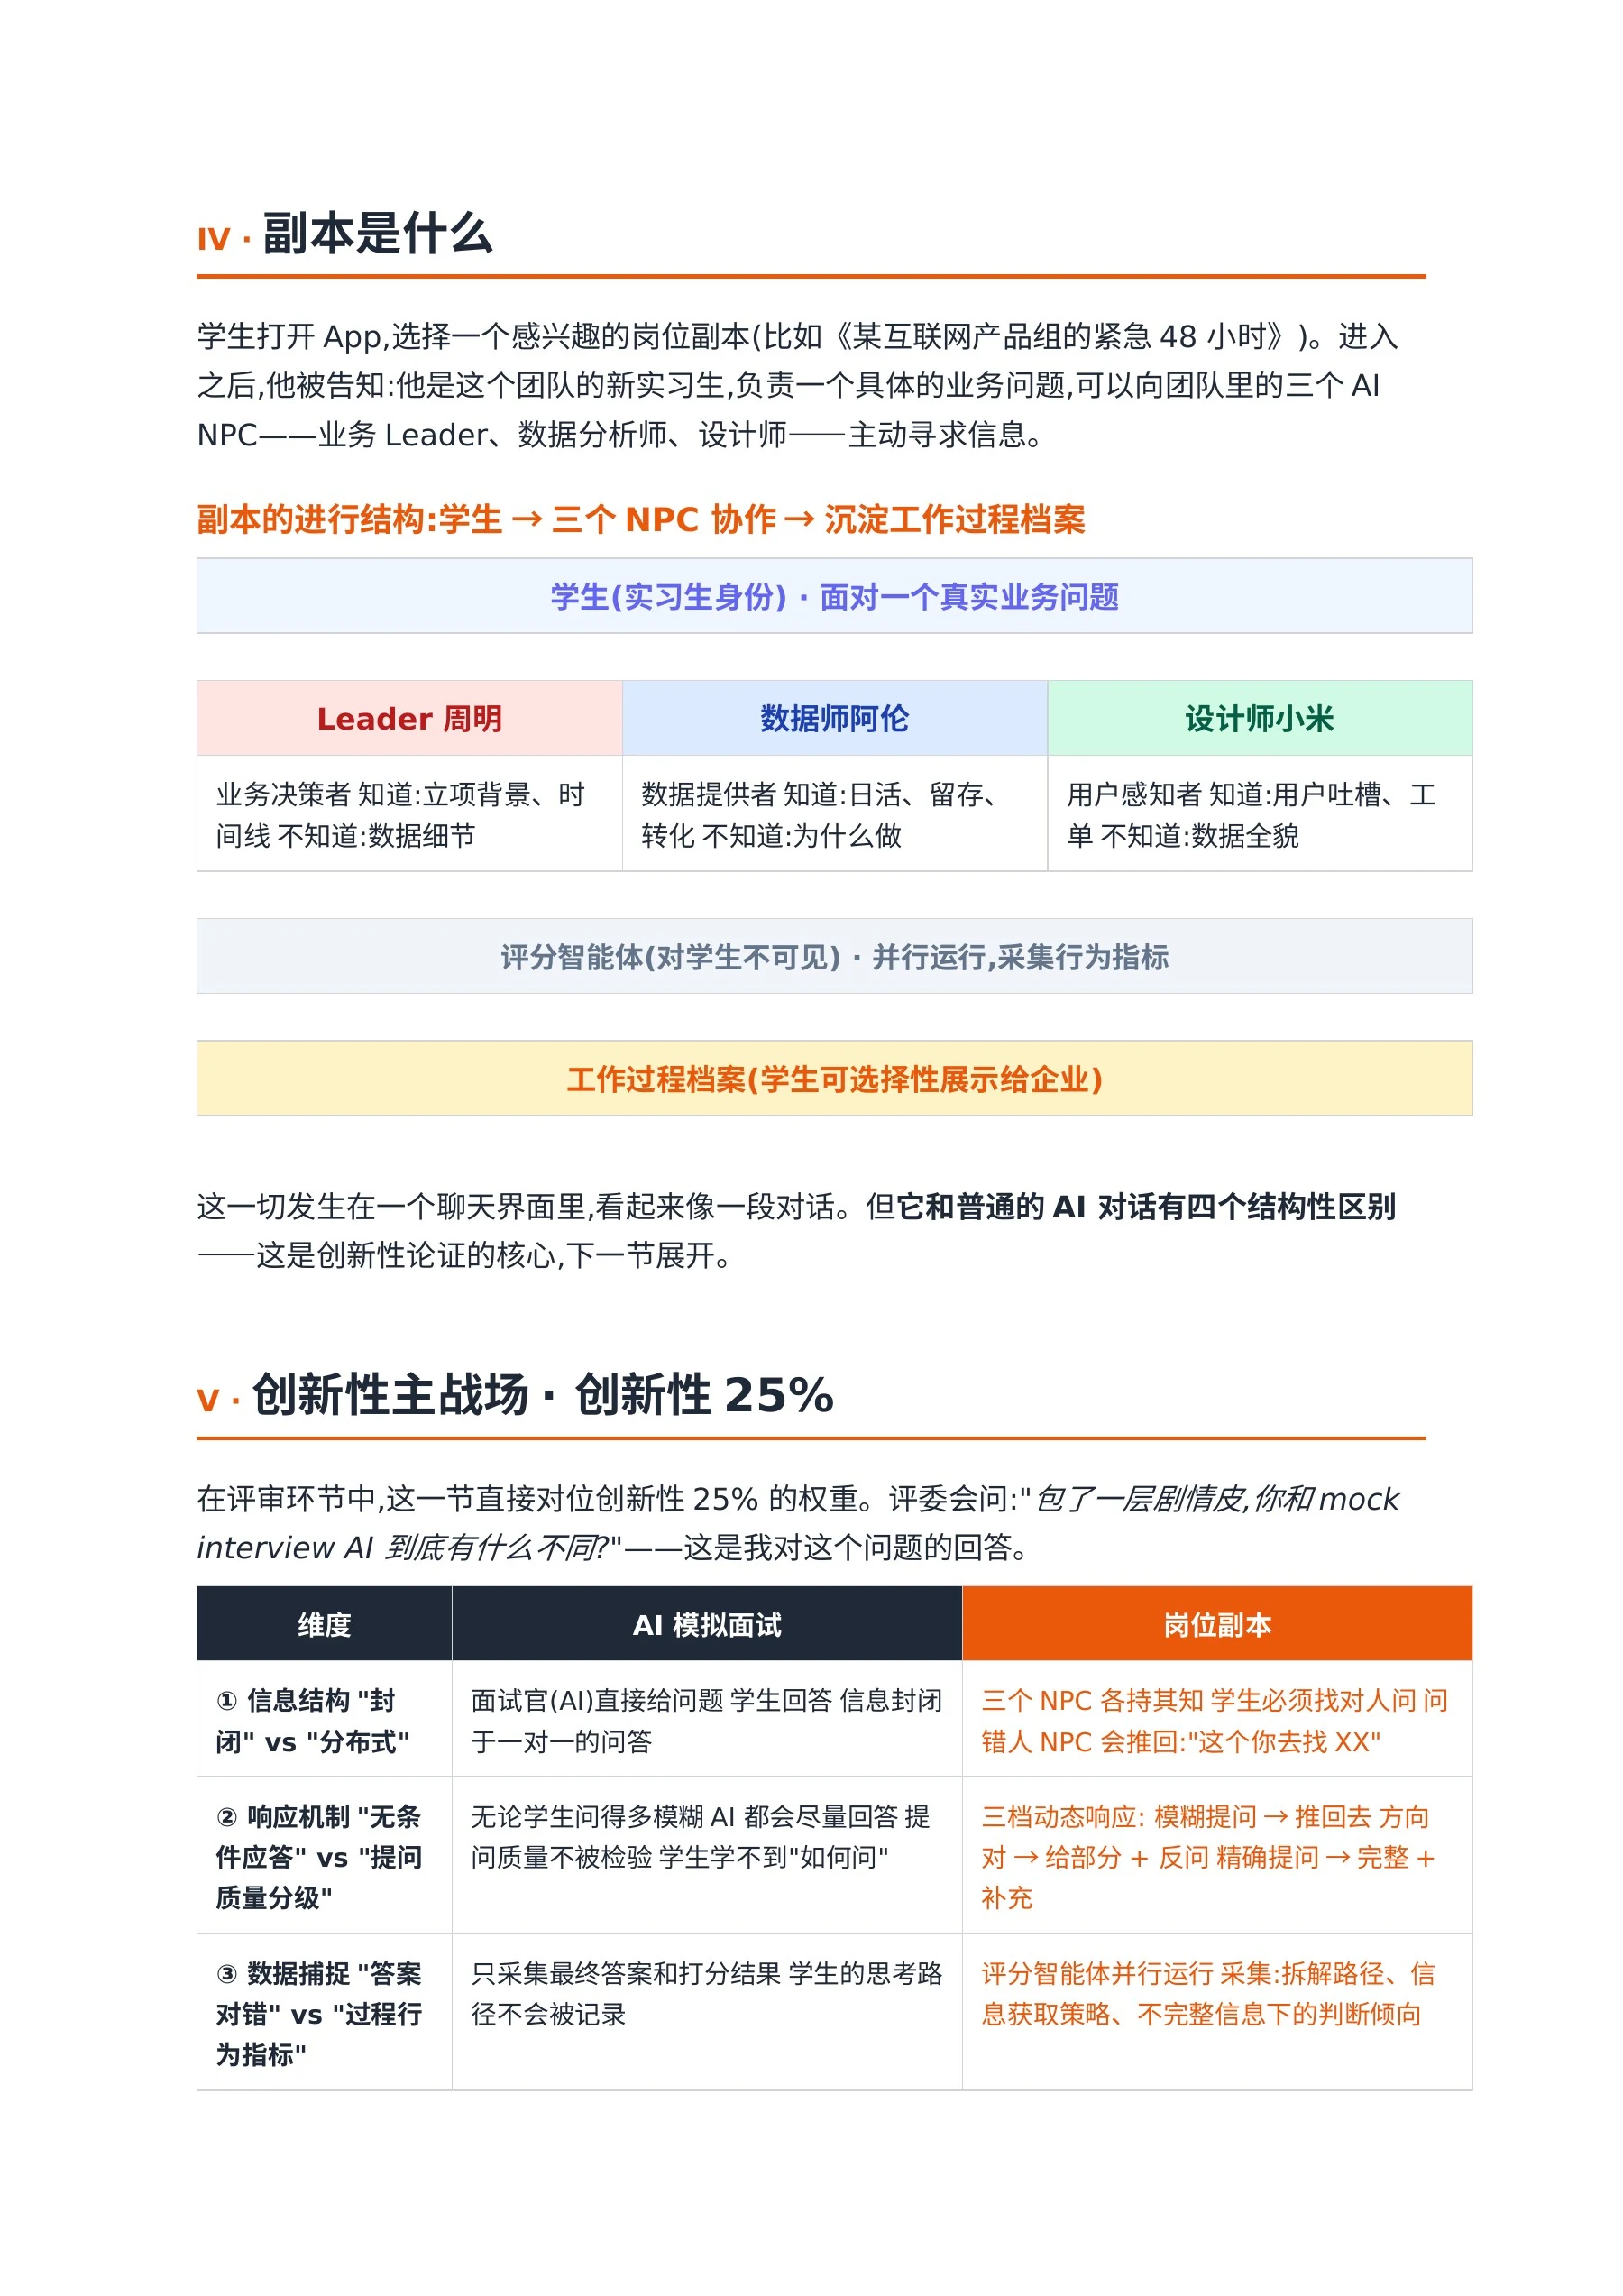 IV · 副本是什么
学生打开 App,选择一个感兴趣的岗位副本(比如《某互联网产品组的紧急 48 小时》)。进入
之后,他被告知:他是这个团队的新实习生,负责一个具体的业务问题,可以向团队里的三个 AI
NPC——业务 Leader、数据分析师、设计师——主动寻求信息。
副本的进行结构:学生 → 三个 NPC 协作 → 沉淀工作过程档案
学生(实习生身份) · 面对一个真实业务问题
Leader 周明
数据师阿伦
设计师小米
业务决策者 知道:立项背景、时
间线 不知道:数据细节
数据提供者 知道:日活、留存、
转化 不知道:为什么做
用户感知者 知道:用户吐槽、工
单 不知道:数据全貌
评分智能体(对学生不可见) · 并行运行,采集行为指标
工作过程档案(学生可选择性展示给企业)
这一切发生在一个聊天界面里,看起来像一段对话。但它和普通的 AI 对话有四个结构性区别
——这是创新性论证的核心,下一节展开。
V · 创新性主战场 · 创新性 25%
在评审环节中,这一节直接对位创新性 25% 的权重。评委会问:"包了一层剧情皮,你和 mock
interview AI 到底有什么不同?"——这是我对这个问题的回答。
维度
AI 模拟面试
岗位副本
① 信息结构 "封
闭" vs "分布式"
面试官(AI)直接给问题 学生回答 信息封闭
于一对一的问答
三个 NPC 各持其知 学生必须找对人问 问
错人 NPC 会推回:"这个你去找 XX"
② 响应机制 "无条
件应答" vs "提问
质量分级"
无论学生问得多模糊 AI 都会尽量回答 提
问质量不被检验 学生学不到"如何问"
三档动态响应: 模糊提问 → 推回去 方向
对 → 给部分 + 反问 精确提问 → 完整 +
补充
③ 数据捕捉 "答案
对错" vs "过程行
为指标"
只采集最终答案和打分结果 学生的思考路
径不会被记录
评分智能体并行运行 采集:拆解路径、信
息获取策略、不完整信息下的判断倾向